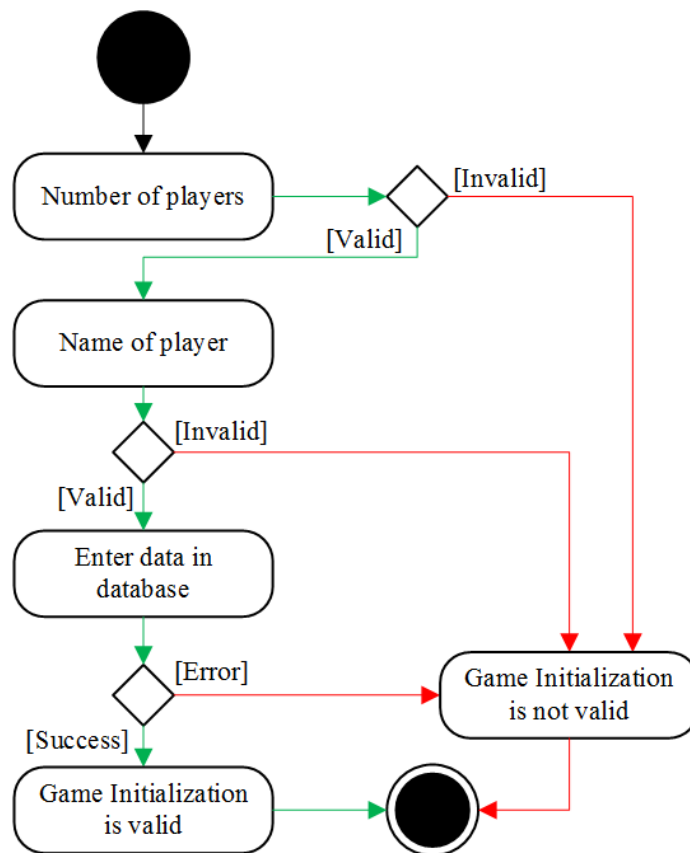 Number of players
[Invalid]
[Valid]
Name of player
[Invalid]
[Valid]
Enter data in
database
[Error]
Game Initialization
is not valid
[Success]
Game Initialization
is valid